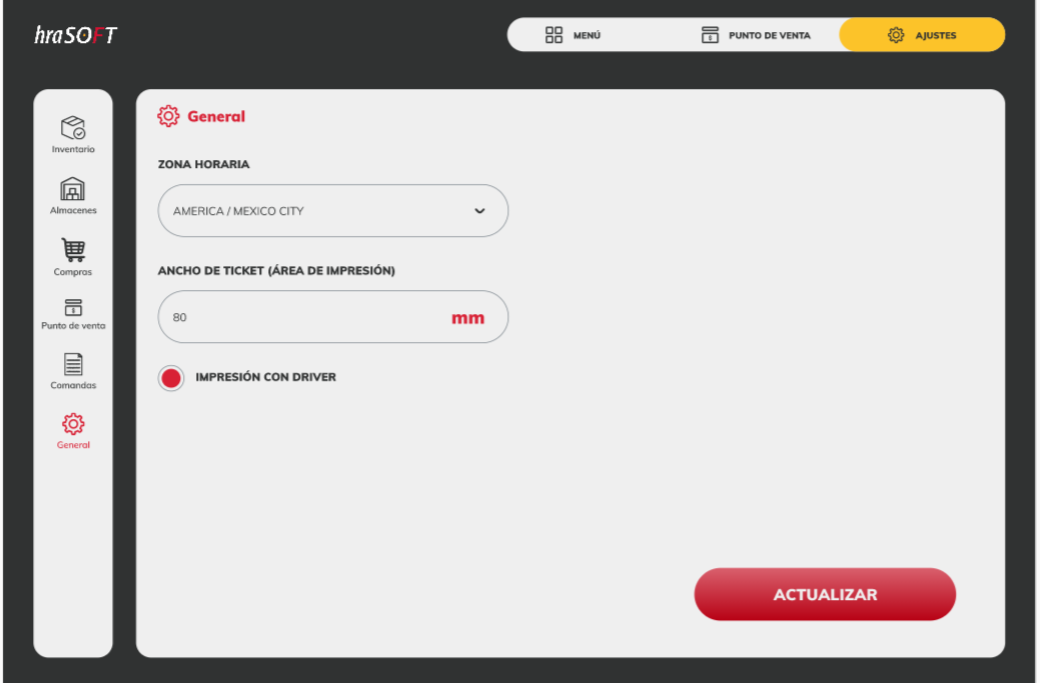 hraSOFT
MENÚ
PUNTO DE VENTA
AJUSTES
Inventario
Almacenes
Compras
Punto de venta
Comandas
General
General
ZONA HORARIA
AMERICA / MEXICO CITY
ANCHO DE TICKET (ÁREA DE IMPRESIÓN)
80 mm
IMPRESIÓN CON DRIVER
ACTUALIZAR